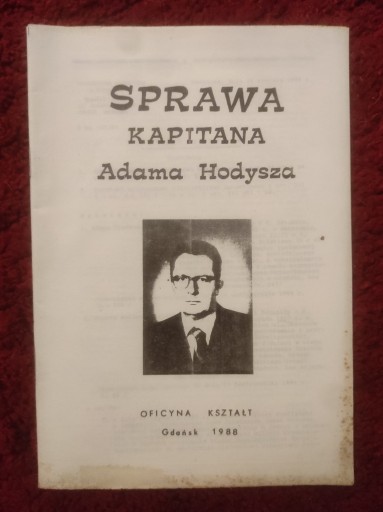 SPRAWA
KAPITANA
Adama Hodysza
OFICYNA KSZTAŁT
Gdańsk 1988